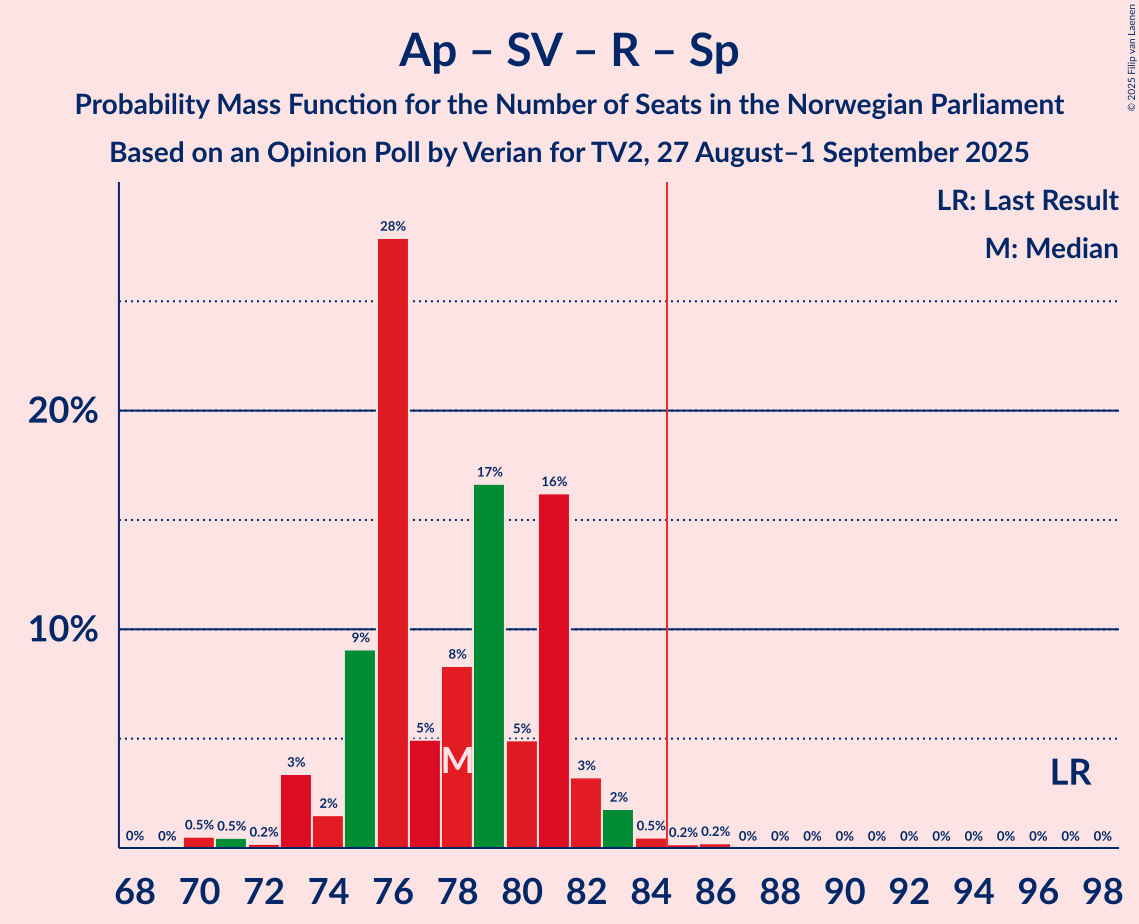 Ap – SV – R – Sp
Probability Mass Function for the Number of Seats in the Norwegian Parliament
Based on an Opinion Poll by Verian for TV2, 27 August–1 September 2025
© 2025 Filip van Laenen
LR: Last Result
M: Median
28%
20%
17%
16%
10%
9%
8%
5%
5%
M
3%
3%
LR
2%
2%
0% 0% 0.5% 0.5% 0.2% 0.5% 0.2% 0.2% 0% 0% 0% 0% 0% 0% 0% 0% 0% 0% 0% 0%
68 70 72 74 76 78 80 82 84 86 88 90 92 94 96 98